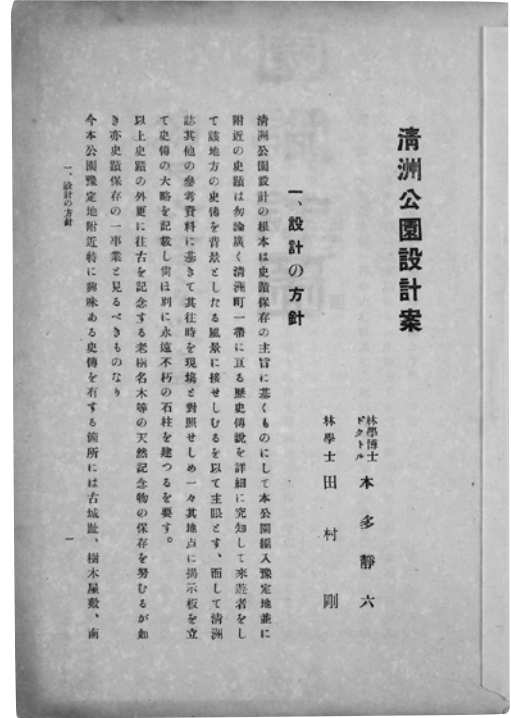 清洲公園設計案
林學博士
ドクトル 本多靜六
林學士 田村剛
一、設計の方針
清洲公園設計の根本は史蹟保存の主旨に基くものにして本公園編入豫定地並に
附近の史蹟は勿論廣く清洲町一帶に亙る歴史傳說を詳細に究知して來遊者をし
て該地方の史傳を背景としたる風景に接せしむるを以て主眼とす、而して清洲
誌其他の參考資料に基きて其往時を現塲と對照せしめ一々其地点に揭示板を立
て史傳の大略を記載し尙ほ別に永遠不朽の石柱を建つるを要す。
以上史蹟の外更に往古を記念する老樹名木等の天然記念物の保存を努むるが如
き亦史蹟保存の一事業と見るべきものなり
今本公園豫定地附近特に興味ある史傳を有する箇所には古城趾、樹木屋敷、南
一、設計の方針
一